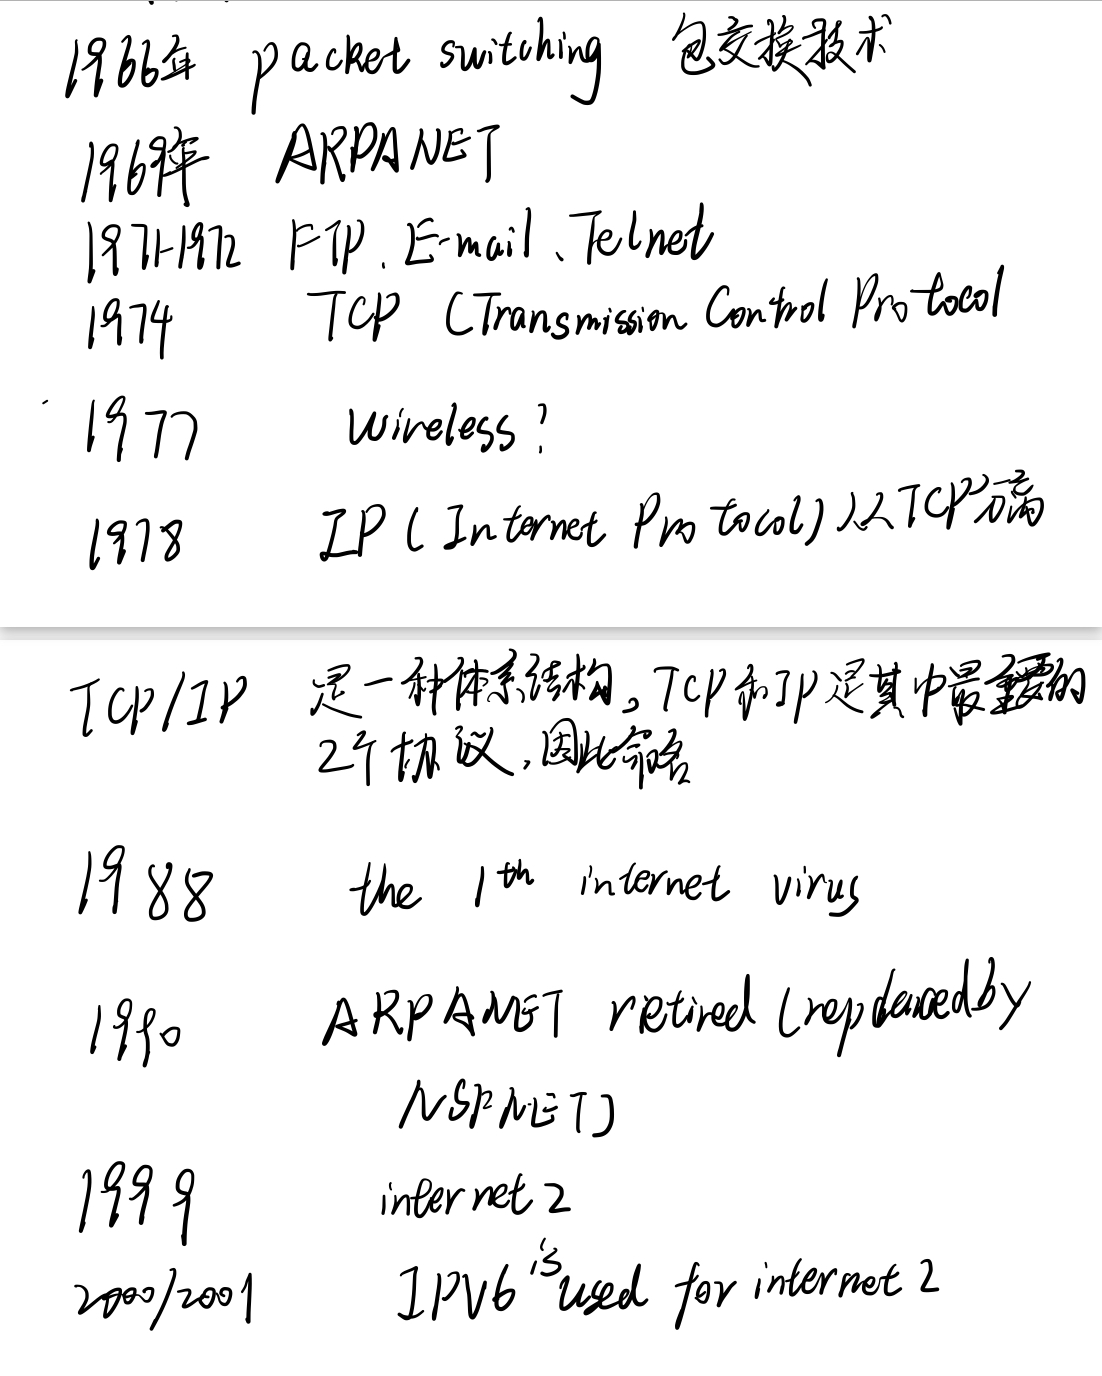 1966年 packet switching 包交换技术
1969年 ARPANET
1971-1972 FTP、E-mail、Telnet
1974 TCP (Transmission Control Protocol
1977 Wireless?
1978 IP (Internet Protocol) 从TCP分离
TCP/IP 是一种体系结构。TCP和IP是其中最重要的
2个协议,因此命名
1988 the 1th internet virus
1990 ARPANET retired (replaced by
NSFNET)
1999 internet 2
2000/2001 IPV6 is used for internet 2